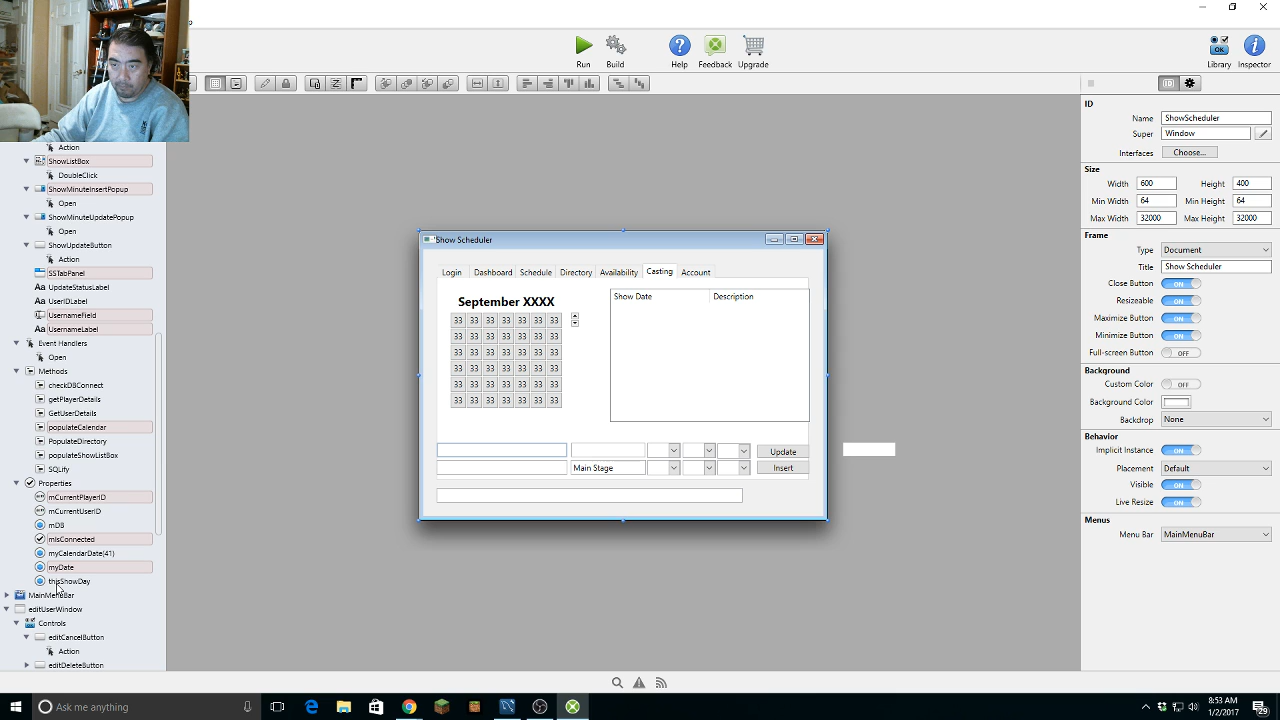 Run
Build
Help
Feedback
Upgrade
Library
Inspector
Action
ShowListBox
DoubleClick
ShowMinuteInsertPopup
Open
ShowMinuteUpdatePopup
Open
ShowUpdateButton
Action
SSTabPanel
UpdateStatusLabel
UserIDLabel
UsernameField
UsernameLabel
Event Handlers
Open
Methods
checkDBConnect
getPlayerDetails
GetUserDetails
populateCalendar
PopulateDirectory
populateShowListBox
SQLify
Properties
mCurrentPlayerID
mCurrentUserID
mDB
mIsConnected
myCalendarDate(41)
myDate
thisShowDay
MainMenuBar
editUserWindow
Controls
editCancelButton
Action
editDeleteButton
Show Scheduler
Login Dashboard Schedule Directory Availability Casting Account
September XXXX
33 33 33 33 33 33 33
33 33 33 33 33 33 33
33 33 33 33 33 33 33
33 33 33 33 33 33 33
33 33 33 33 33 33 33
33 33 33 33 33 33 33
Show Date Description
Update
Main Stage
Insert
ID
Name ShowScheduler
Super Window
Interfaces Choose...
Size
Width 600 Height 400
Min Width 64 Min Height 64
Max Width 32000 Max Height 32000
Frame
Type Document
Title Show Scheduler
Close Button ON
Resizeable ON
Maximize Button ON
Minimize Button ON
Full-screen Button OFF
Background
Custom Color OFF
Background Color
Backdrop None
Behavior
Implicit Instance ON
Placement Default
Visible ON
Live Resize ON
Menus
Menu Bar MainMenuBar
Ask me anything
8:53 AM
1/2/2017